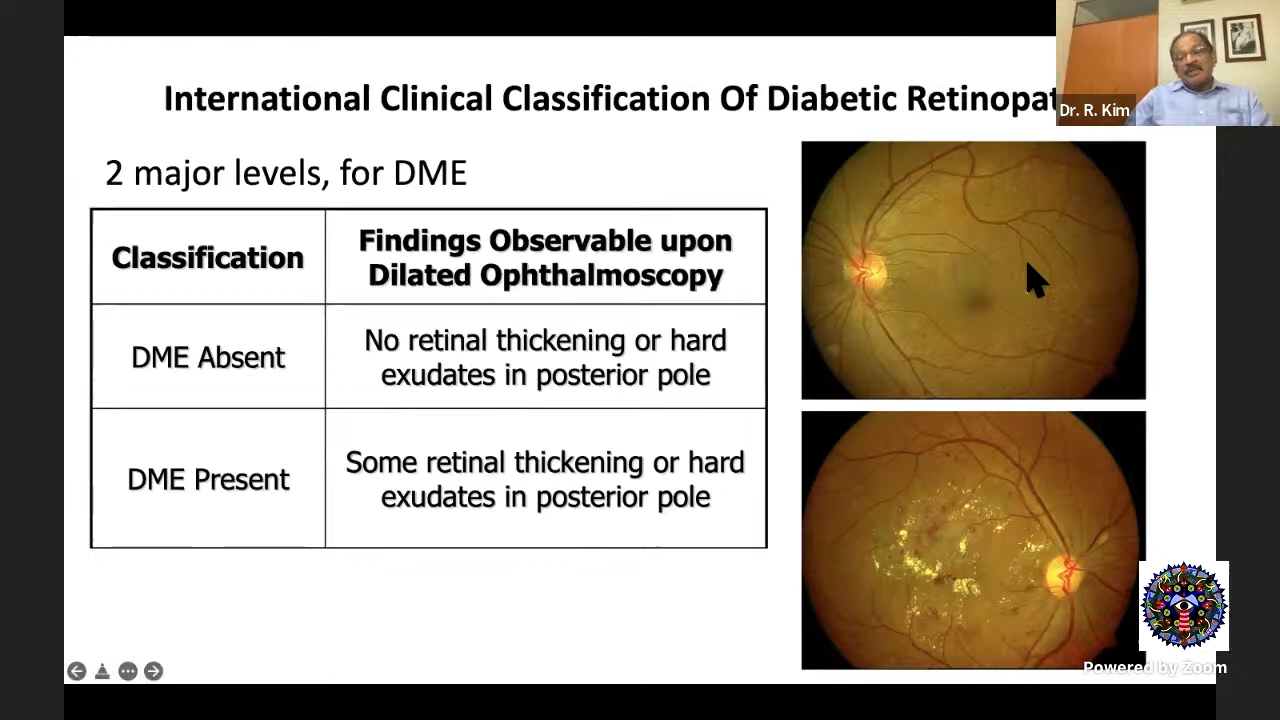 International Clinical Classification Of Diabetic Retinopat
Dr. R. Kim
2 major levels, for DME
Classification
Findings Observable upon
Dilated Ophthalmoscopy
DME Absent
No retinal thickening or hard
exudates in posterior pole
DME Present
Some retinal thickening or hard
exudates in posterior pole
Powered by Zoom